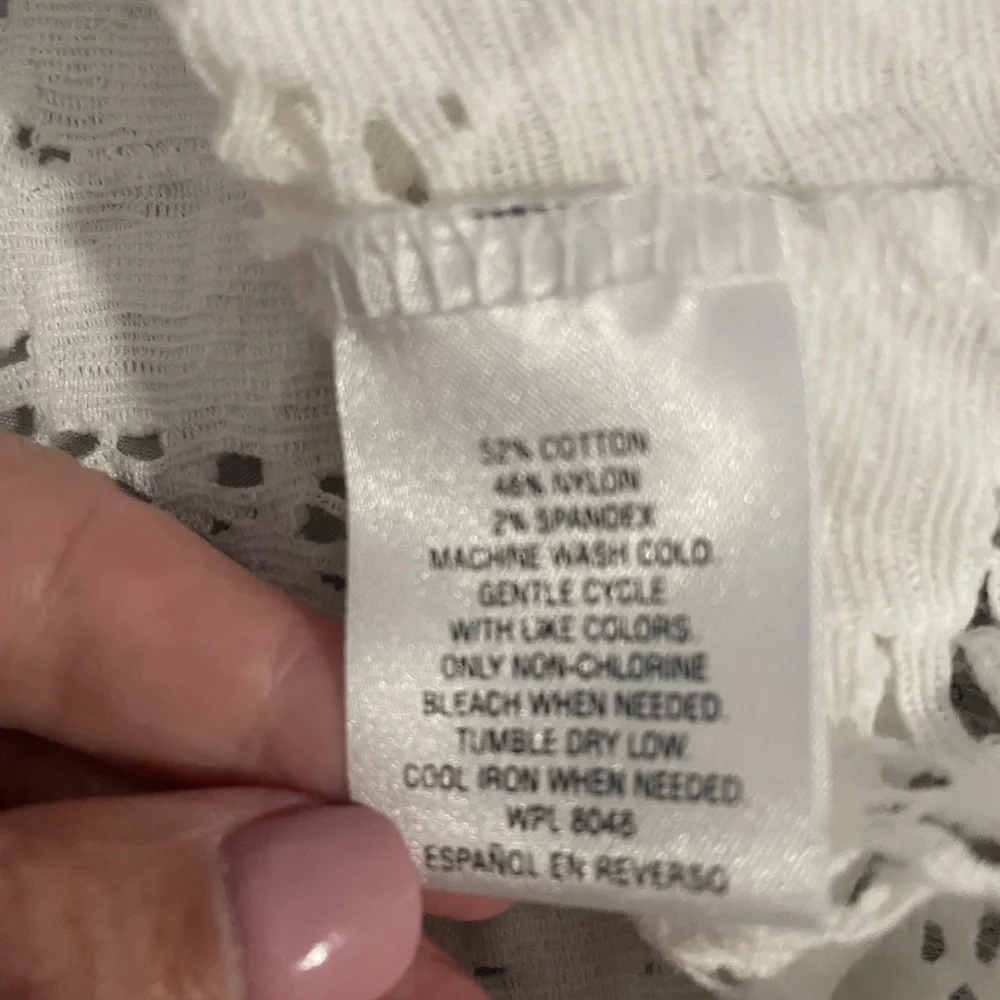 52% COTTON
46% NYLON
2% SPANDEX
MACHINE WASH COLD.
GENTLE CYCLE
WITH LIKE COLORS.
ONLY NON-CHLORINE
BLEACH WHEN NEEDED.
TUMBLE DRY LOW.
COOL IRON WHEN NEEDED.
WPL 8046
ESPAÑOL EN REVERSO